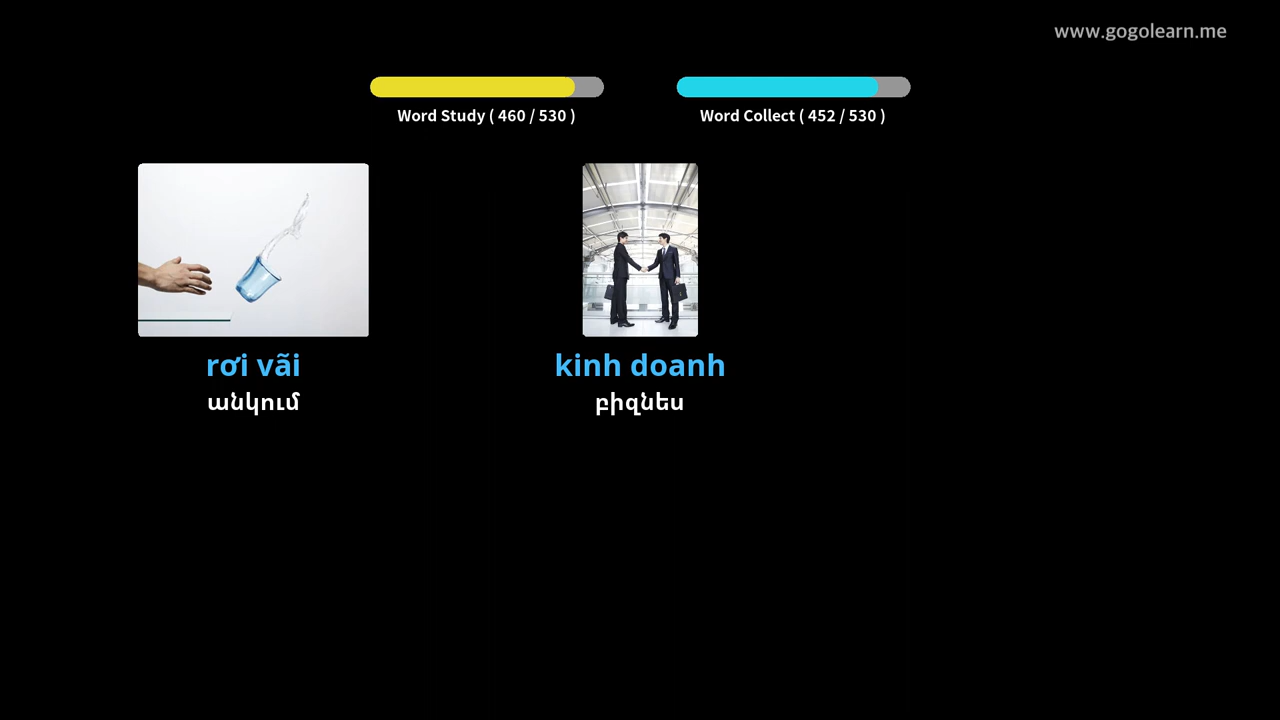 www.gogolearn.me
Word Study ( 460 / 530 )
Word Collect ( 452 / 530 )
rơi vãi
անկում
kinh doanh
բիզնես